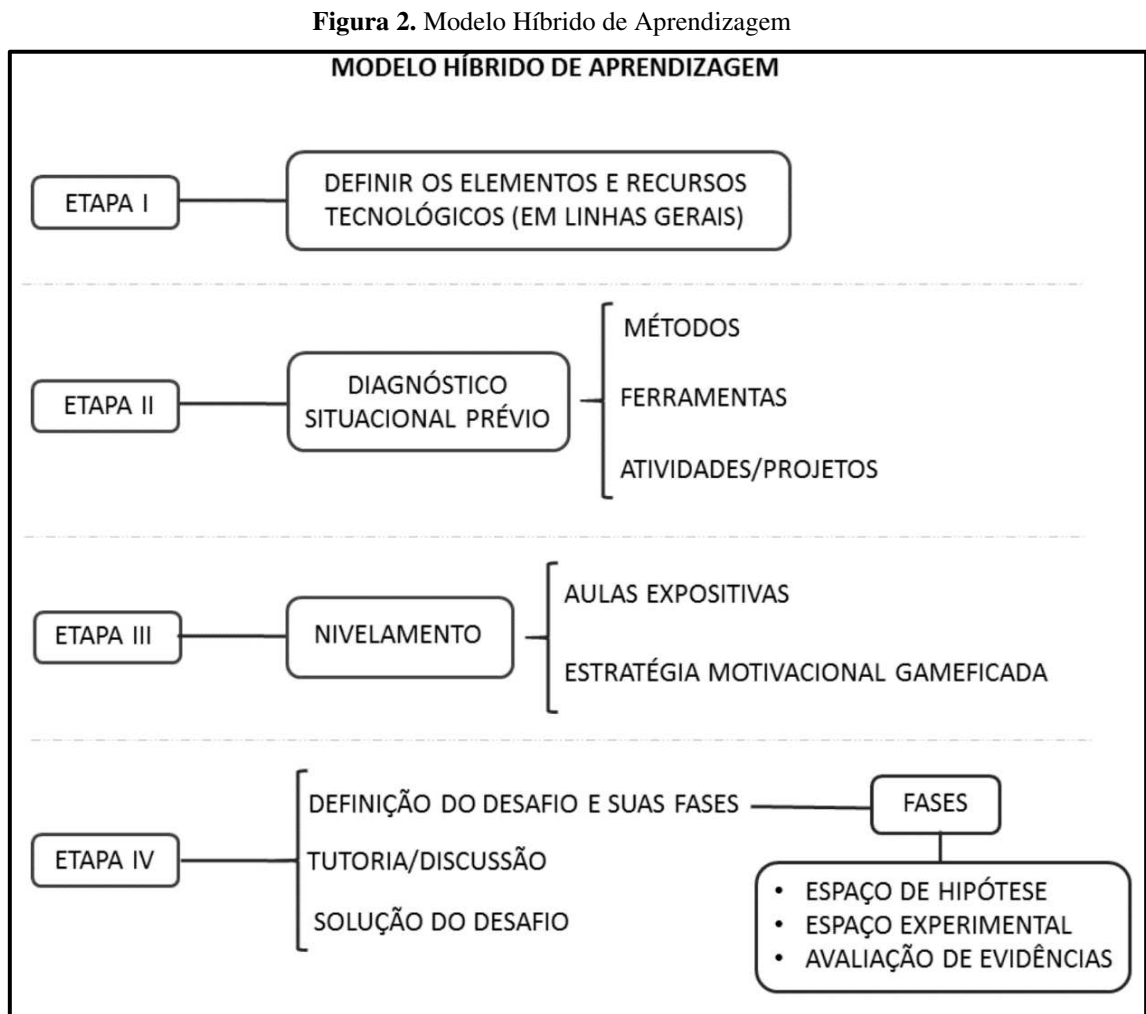 Figura 2. Modelo Híbrido de Aprendizagem
MODELO HÍBRIDO DE APRENDIZAGEM
ETAPA I
DEFINIR OS ELEMENTOS E RECURSOS
TECNOLÓGICOS (EM LINHAS GERAIS)
ETAPA II
DIAGNÓSTICO
SITUACIONAL PRÉVIO
MÉTODOS
FERRAMENTAS
ATIVIDADES/PROJETOS
ETAPA III
NIVELAMENTO
AULAS EXPOSITIVAS
ESTRATÉGIA MOTIVACIONAL GAMEFICADA
ETAPA IV
DEFINIÇÃO DO DESAFIO E SUAS FASES
TUTORIA/DISCUSSÃO
SOLUÇÃO DO DESAFIO
FASES
• ESPAÇO DE HIPÓTESE
• ESPAÇO EXPERIMENTAL
• AVALIAÇÃO DE EVIDÊNCIAS